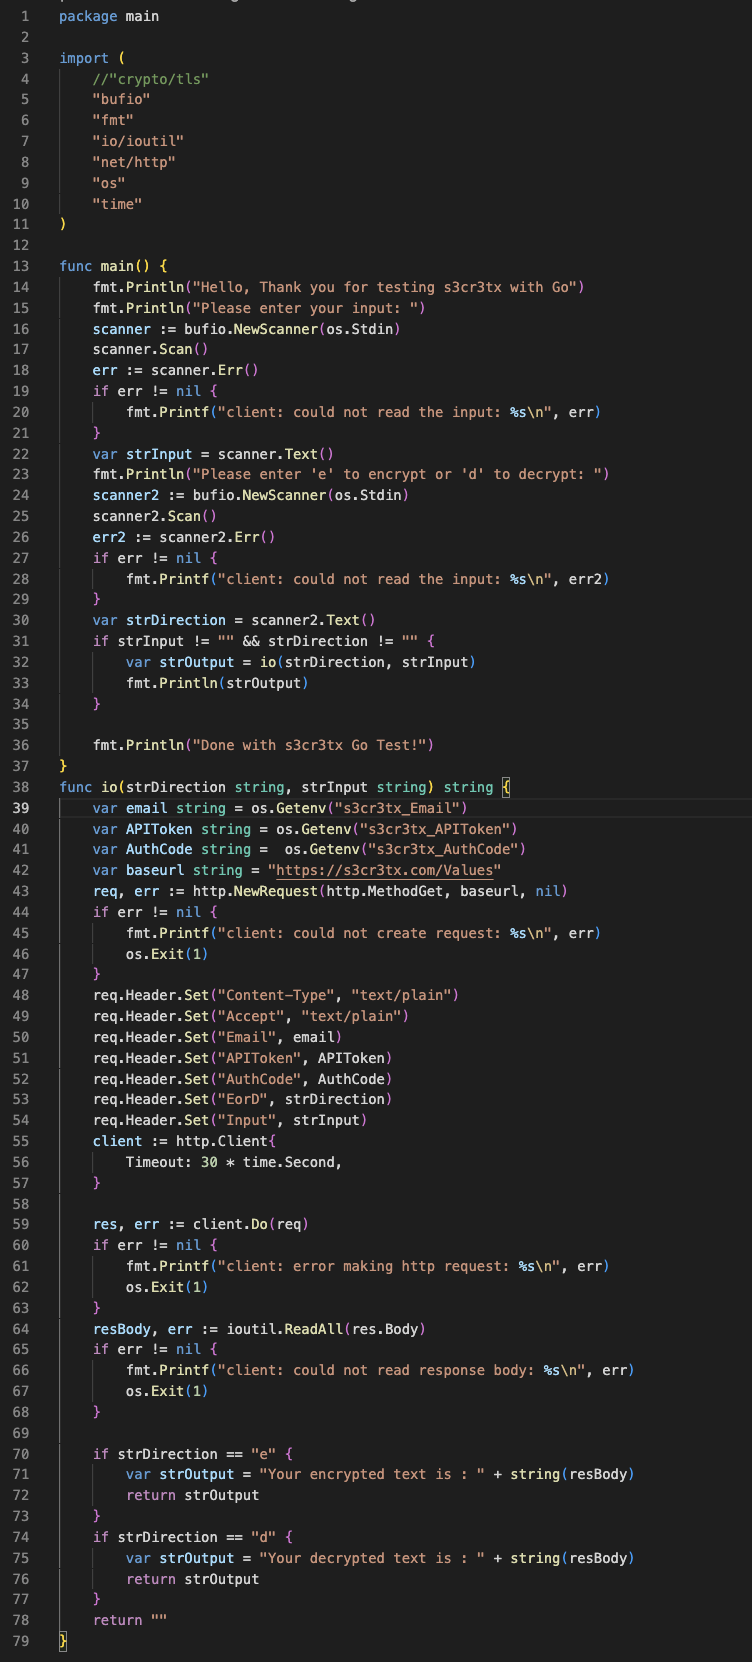 1 package main
2
3 import (
4 //"crypto/tls"
5 "bufio"
6 "fmt"
7 "io/ioutil"
8 "net/http"
9 "os"
10 "time"
11 )
12
13 func main() {
14 fmt.Println("Hello, Thank you for testing s3cr3tx with Go")
15 fmt.Println("Please enter your input: ")
16 scanner := bufio.NewScanner(os.Stdin)
17 scanner.Scan()
18 err := scanner.Err()
19 if err != nil {
20 fmt.Printf("client: could not read the input: %s\n", err)
21 }
22 var strInput = scanner.Text()
23 fmt.Println("Please enter 'e' to encrypt or 'd' to decrypt: ")
24 scanner2 := bufio.NewScanner(os.Stdin)
25 scanner2.Scan()
26 err2 := scanner2.Err()
27 if err != nil {
28 fmt.Printf("client: could not read the input: %s\n", err2)
29 }
30 var strDirection = scanner2.Text()
31 if strInput != "" && strDirection != "" {
32 var strOutput = io(strDirection, strInput)
33 fmt.Println(strOutput)
34 }
35
36 fmt.Println("Done with s3cr3tx Go Test!")
37 }
38 func io(strDirection string, strInput string) string {
39 var email string = os.Getenv("s3cr3tx_Email")
40 var APIToken string = os.Getenv("s3cr3tx_APIToken")
41 var AuthCode string =  os.Getenv("s3cr3tx_AuthCode")
42 var baseurl string = "https://s3cr3tx.com/Values"
43 req, err := http.NewRequest(http.MethodGet, baseurl, nil)
44 if err != nil {
45 fmt.Printf("client: could not create request: %s\n", err)
46 os.Exit(1)
47 }
48 req.Header.Set("Content-Type", "text/plain")
49 req.Header.Set("Accept", "text/plain")
50 req.Header.Set("Email", email)
51 req.Header.Set("APIToken", APIToken)
52 req.Header.Set("AuthCode", AuthCode)
53 req.Header.Set("EorD", strDirection)
54 req.Header.Set("Input", strInput)
55 client := http.Client{
56 Timeout: 30 * time.Second,
57 }
58
59 res, err := client.Do(req)
60 if err != nil {
61 fmt.Printf("client: error making http request: %s\n", err)
62 os.Exit(1)
63 }
64 resBody, err := ioutil.ReadAll(res.Body)
65 if err != nil {
66 fmt.Printf("client: could not read response body: %s\n", err)
67 os.Exit(1)
68 }
69
70 if strDirection == "e" {
71 var strOutput = "Your encrypted text is : " + string(resBody)
72 return strOutput
73 }
74 if strDirection == "d" {
75 var strOutput = "Your decrypted text is : " + string(resBody)
76 return strOutput
77 }
78 return ""
79 }